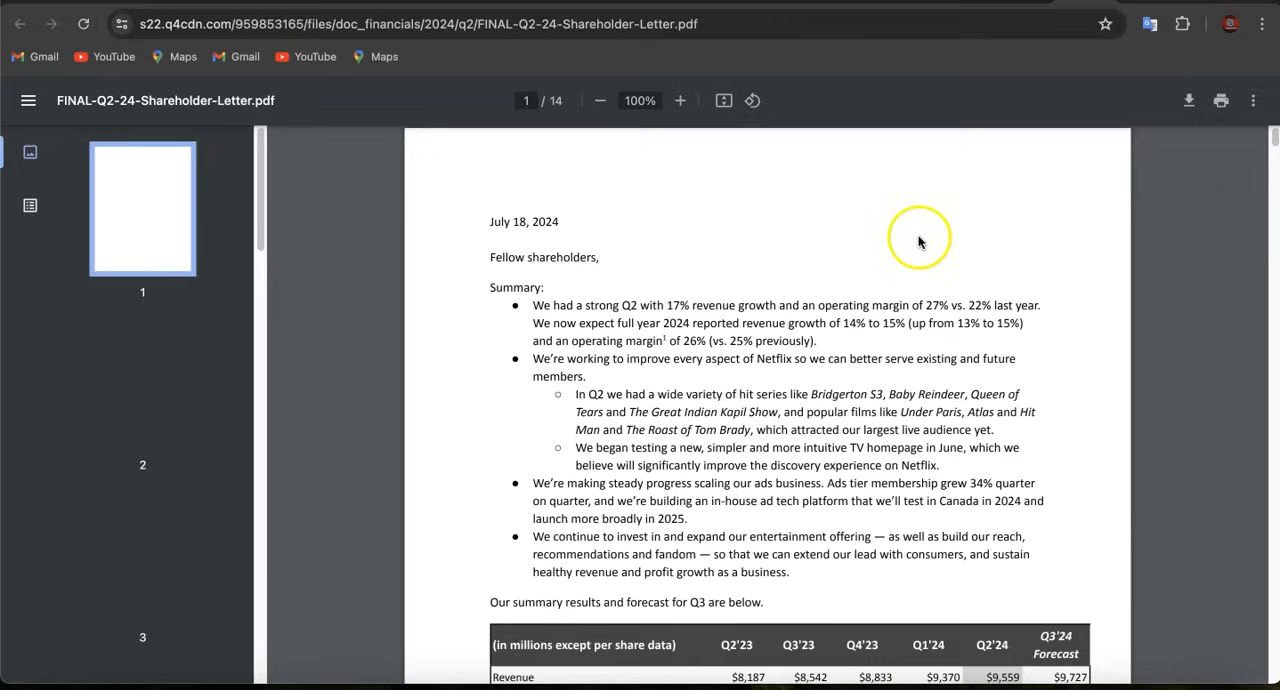 s22.q4cdn.com/959853165/files/doc_financials/2024/q2/FINAL-Q2-24-Shareholder-Letter.pdf
Gmail YouTube Maps Gmail YouTube Maps
FINAL-Q2-24-Shareholder-Letter.pdf 1 / 14 − 100% +
1
2
3
July 18, 2024
Fellow shareholders,
Summary:
● We had a strong Q2 with 17% revenue growth and an operating margin of 27% vs. 22% last year.
We now expect full year 2024 reported revenue growth of 14% to 15% (up from 13% to 15%)
and an operating margin¹ of 26% (vs. 25% previously).
● We’re working to improve every aspect of Netflix so we can better serve existing and future
members.
○ In Q2 we had a wide variety of hit series like Bridgerton S3, Baby Reindeer, Queen of
Tears and The Great Indian Kapil Show, and popular films like Under Paris, Atlas and Hit
Man and The Roast of Tom Brady, which attracted our largest live audience yet.
○ We began testing a new, simpler and more intuitive TV homepage in June, which we
believe will significantly improve the discovery experience on Netflix.
● We’re making steady progress scaling our ads business. Ads tier membership grew 34% quarter
on quarter, and we’re building an in-house ad tech platform that we’ll test in Canada in 2024 and
launch more broadly in 2025.
● We continue to invest in and expand our entertainment offering — as well as build our reach,
recommendations and fandom — so that we can extend our lead with consumers, and sustain
healthy revenue and profit growth as a business.
Our summary results and forecast for Q3 are below.
(in millions except per share data) Q2'23 Q3'23 Q4'23 Q1'24 Q2'24 Q3'24 Forecast
Revenue $8,187 $8,542 $8,833 $9,370 $9,559 $9,727